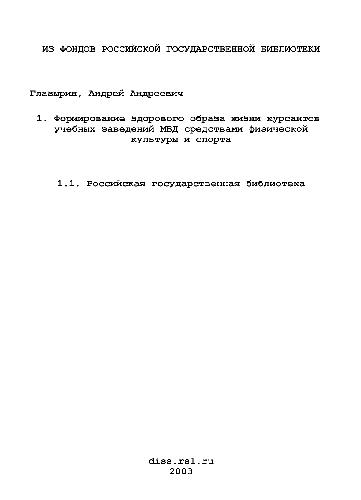 ИЗ ФОНДОВ РОССИЙСКОЙ ГОСУДАРСТВЕННОЙ БИБЛИОТЕКИ
Главырин, Андрей Андреевич
1. Формирование здорового образа жизни курсантов
учебных заведений МВД средствами физической
культуры и спорта
1.1. Российская государственная библиотека
diss.rsl.ru
2003